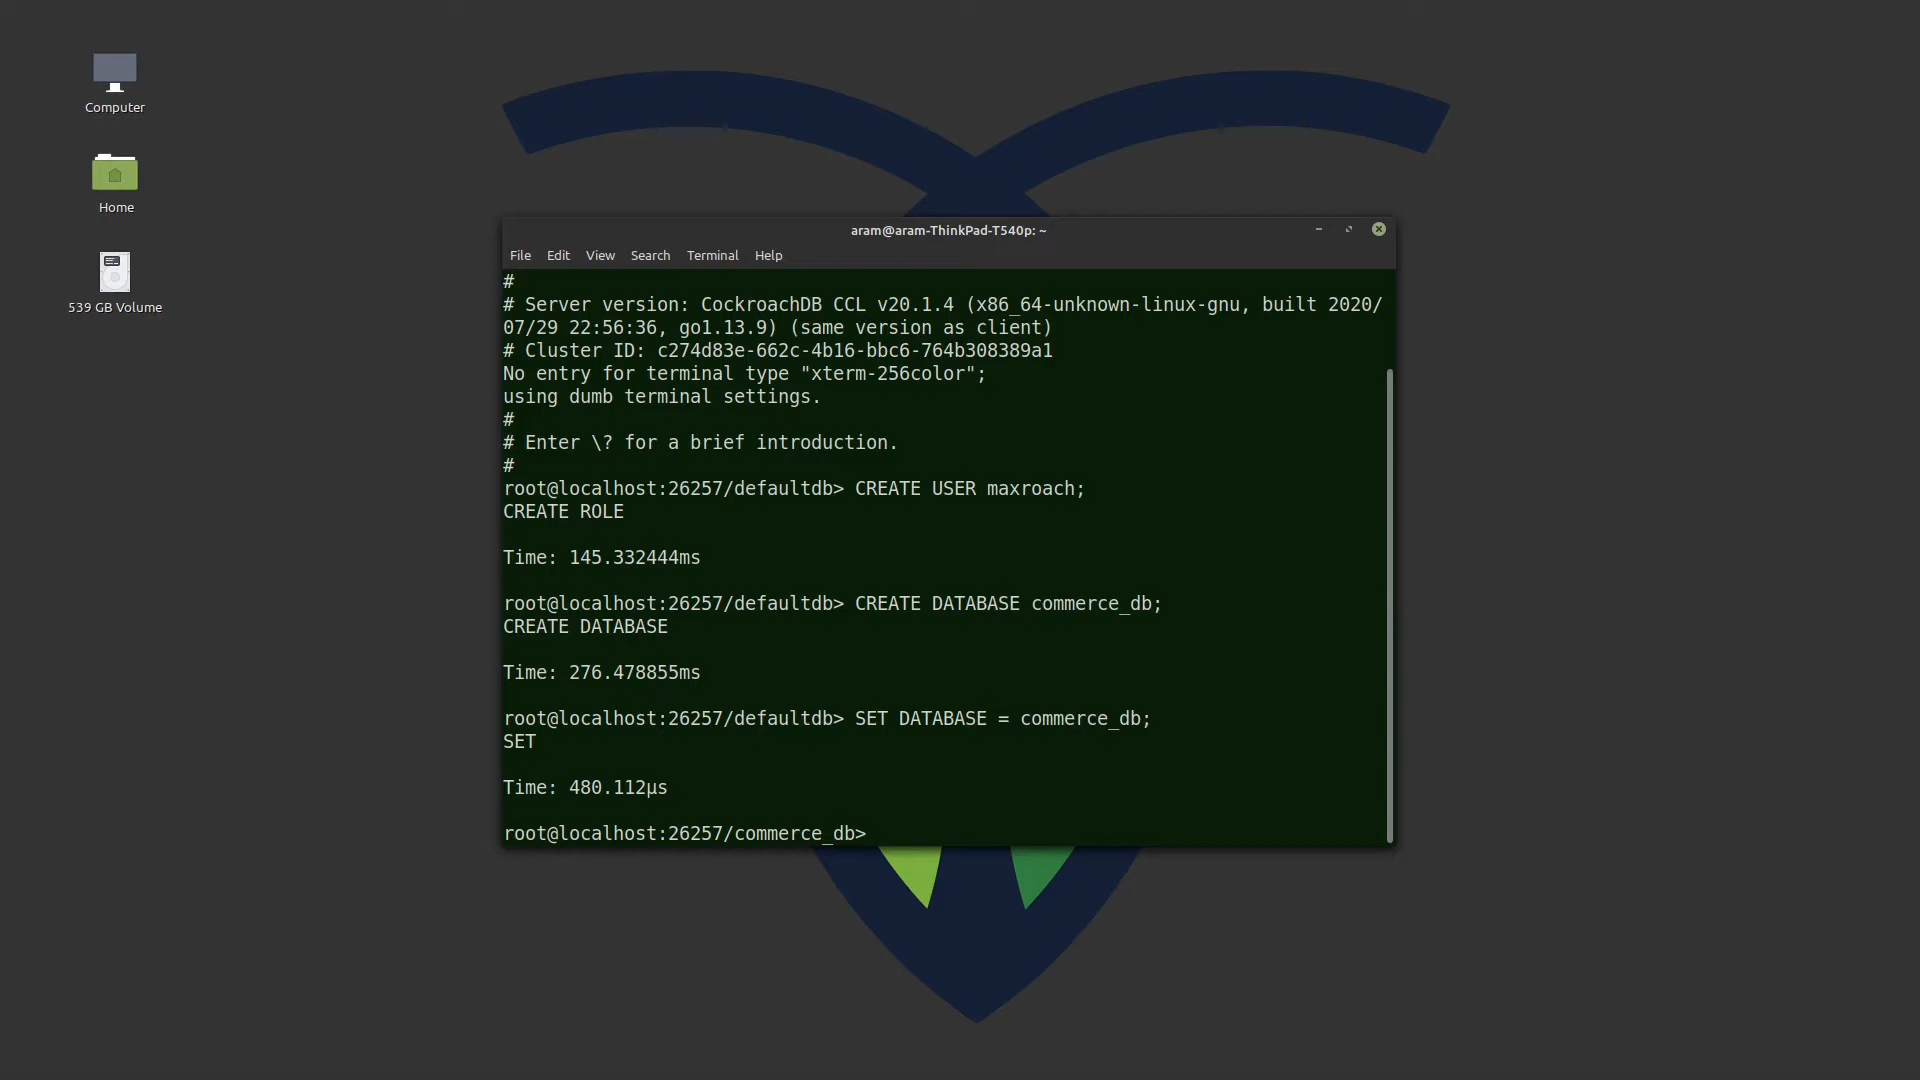 Computer
Home
539 GB Volume
aram@aram-ThinkPad-T540p: ~
File Edit View Search Terminal Help
#
# Server version: CockroachDB CCL v20.1.4 (x86_64-unknown-linux-gnu, built 2020/
07/29 22:56:36, go1.13.9) (same version as client)
# Cluster ID: c274d83e-662c-4b16-bbc6-764b308389a1
No entry for terminal type "xterm-256color";
using dumb terminal settings.
#
# Enter \? for a brief introduction.
#
root@localhost:26257/defaultdb> CREATE USER maxroach;
CREATE ROLE
Time: 145.332444ms
root@localhost:26257/defaultdb> CREATE DATABASE commerce_db;
CREATE DATABASE
Time: 276.478855ms
root@localhost:26257/defaultdb> SET DATABASE = commerce_db;
SET
Time: 480.112µs
root@localhost:26257/commerce_db>